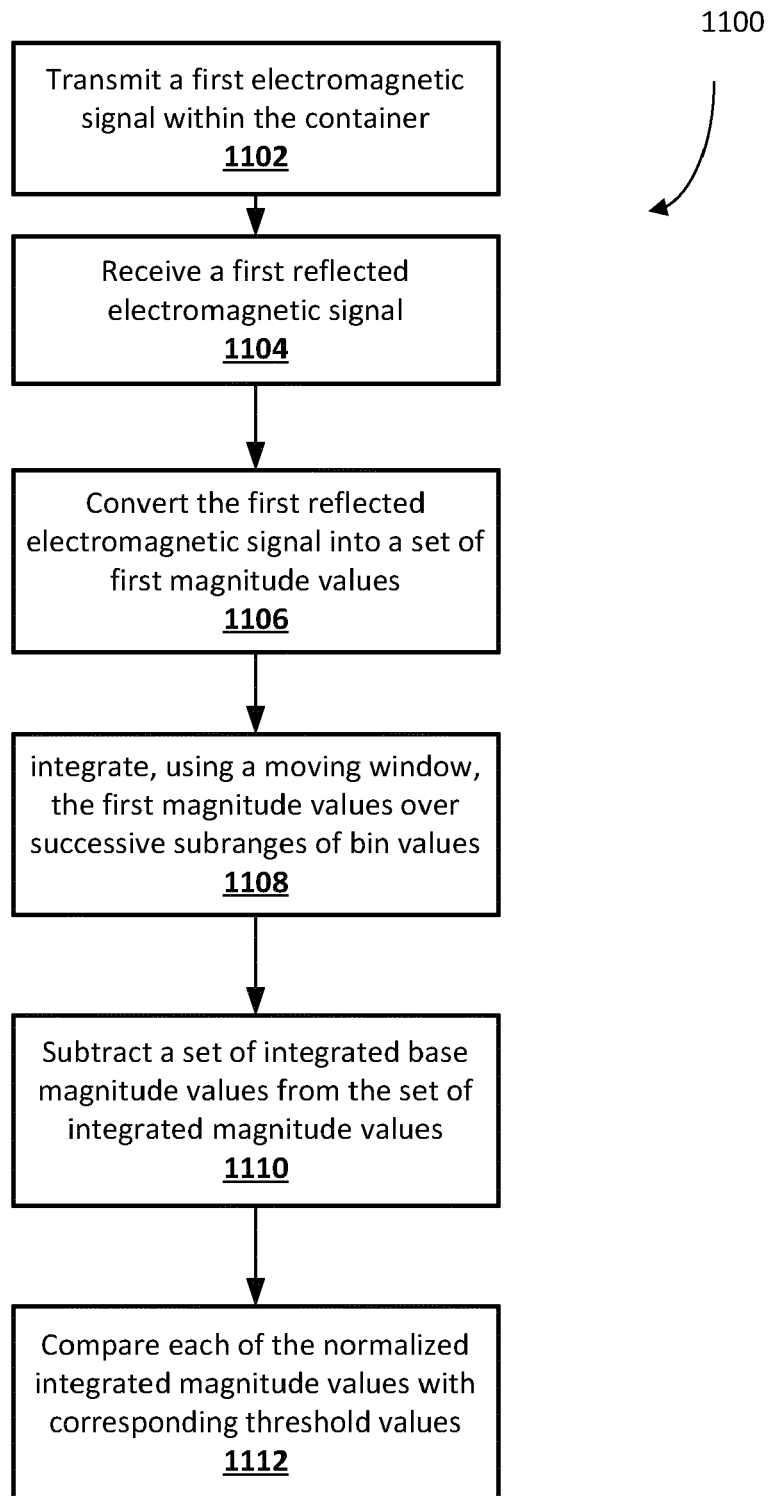 1100
Transmit a first electromagnetic
signal within the container
1102
Receive a first reflected
electromagnetic signal
1104
Convert the first reflected
electromagnetic signal into a set of
first magnitude values
1106
integrate, using a moving window,
the first magnitude values over
successive subranges of bin values
1108
Subtract a set of integrated base
magnitude values from the set of
integrated magnitude values
1110
Compare each of the normalized
integrated magnitude values with
corresponding threshold values
1112